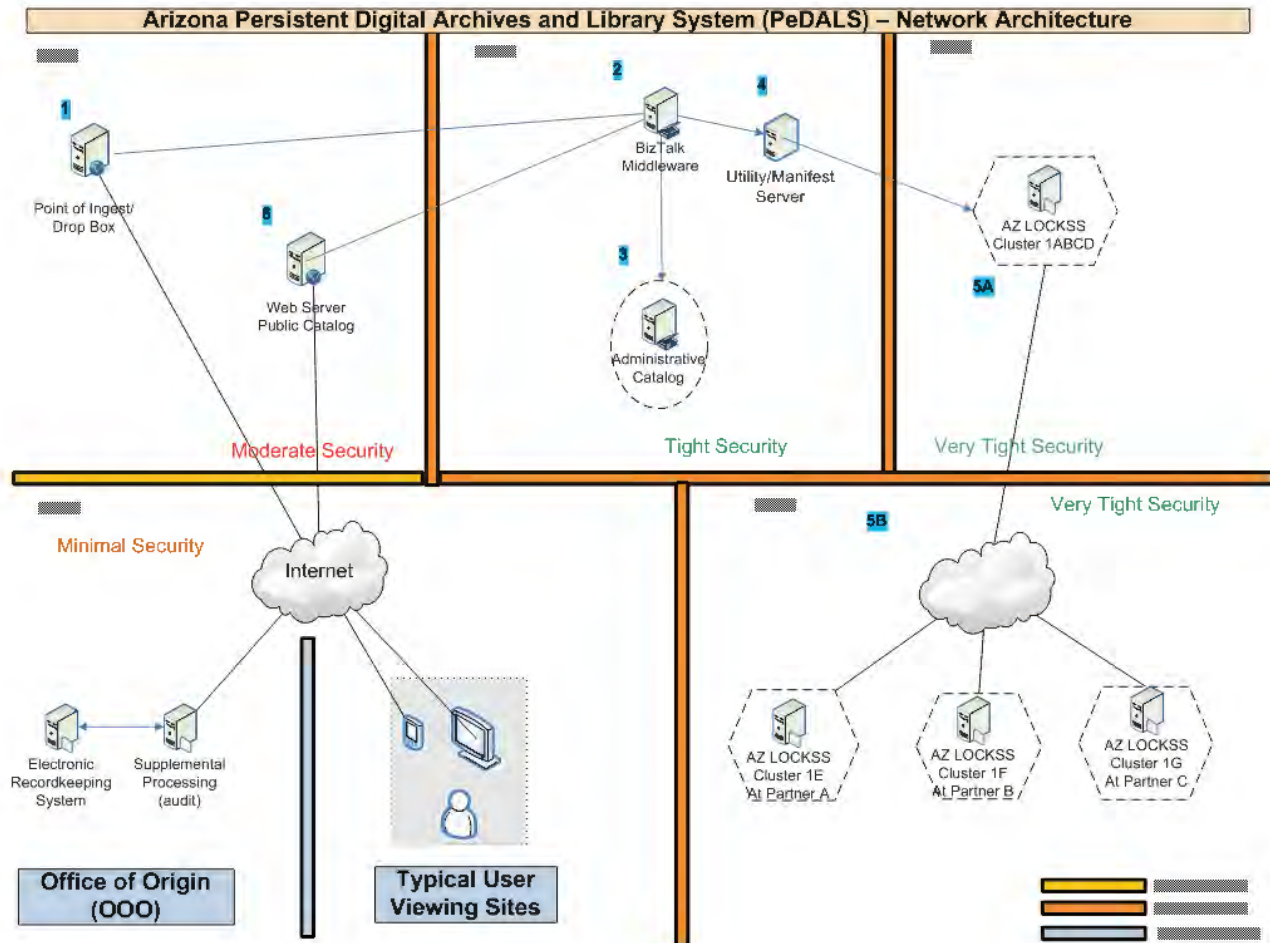 Arizona Persistent Digital Archives and Library System (PeDALS) – Network Architecture
1
Point of Ingest/
Drop Box
6
Web Server
Public Catalog
Moderate Security
2
BizTalk
Middleware
4
Utility/Manifest
Server
3
Administrative
Catalog
Tight Security
AZ LOCKSS
Cluster 1ABCD
5A
Very Tight Security
Minimal Security
Internet
Electronic
Recordkeeping
System
Supplemental
Processing
(audit)
Office of Origin
(OOO)
Typical User
Viewing Sites
5B
Very Tight Security
AZ LOCKSS
Cluster 1E
At Partner A
AZ LOCKSS
Cluster 1F
At Partner B
AZ LOCKSS
Cluster 1G
At Partner C